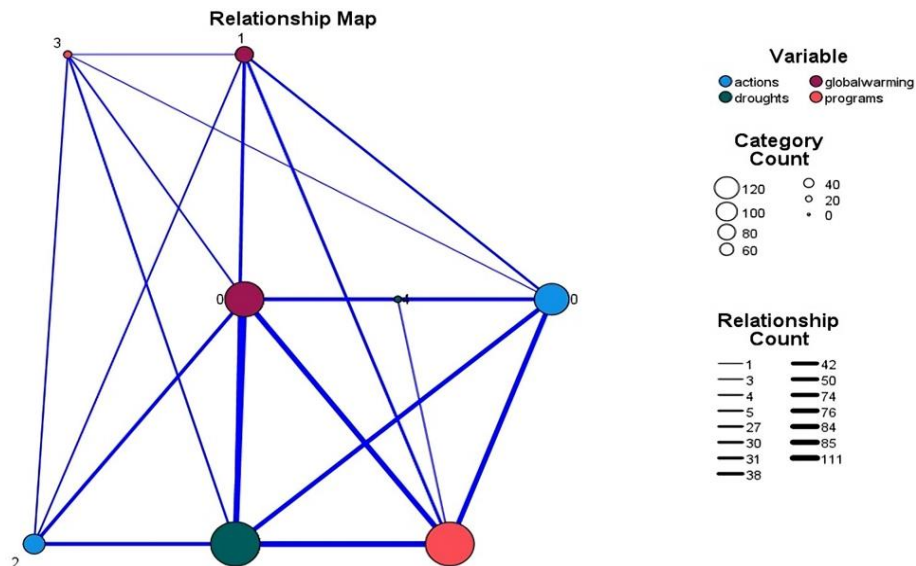 Relationship Map
3
1
0
4
0
2
Variable
actions
globalwarming
droughts
programs
Category
Count
120
40
100
20
80
0
60
Relationship
Count
1
42
3
50
4
74
5
76
27
84
30
85
31
111
38